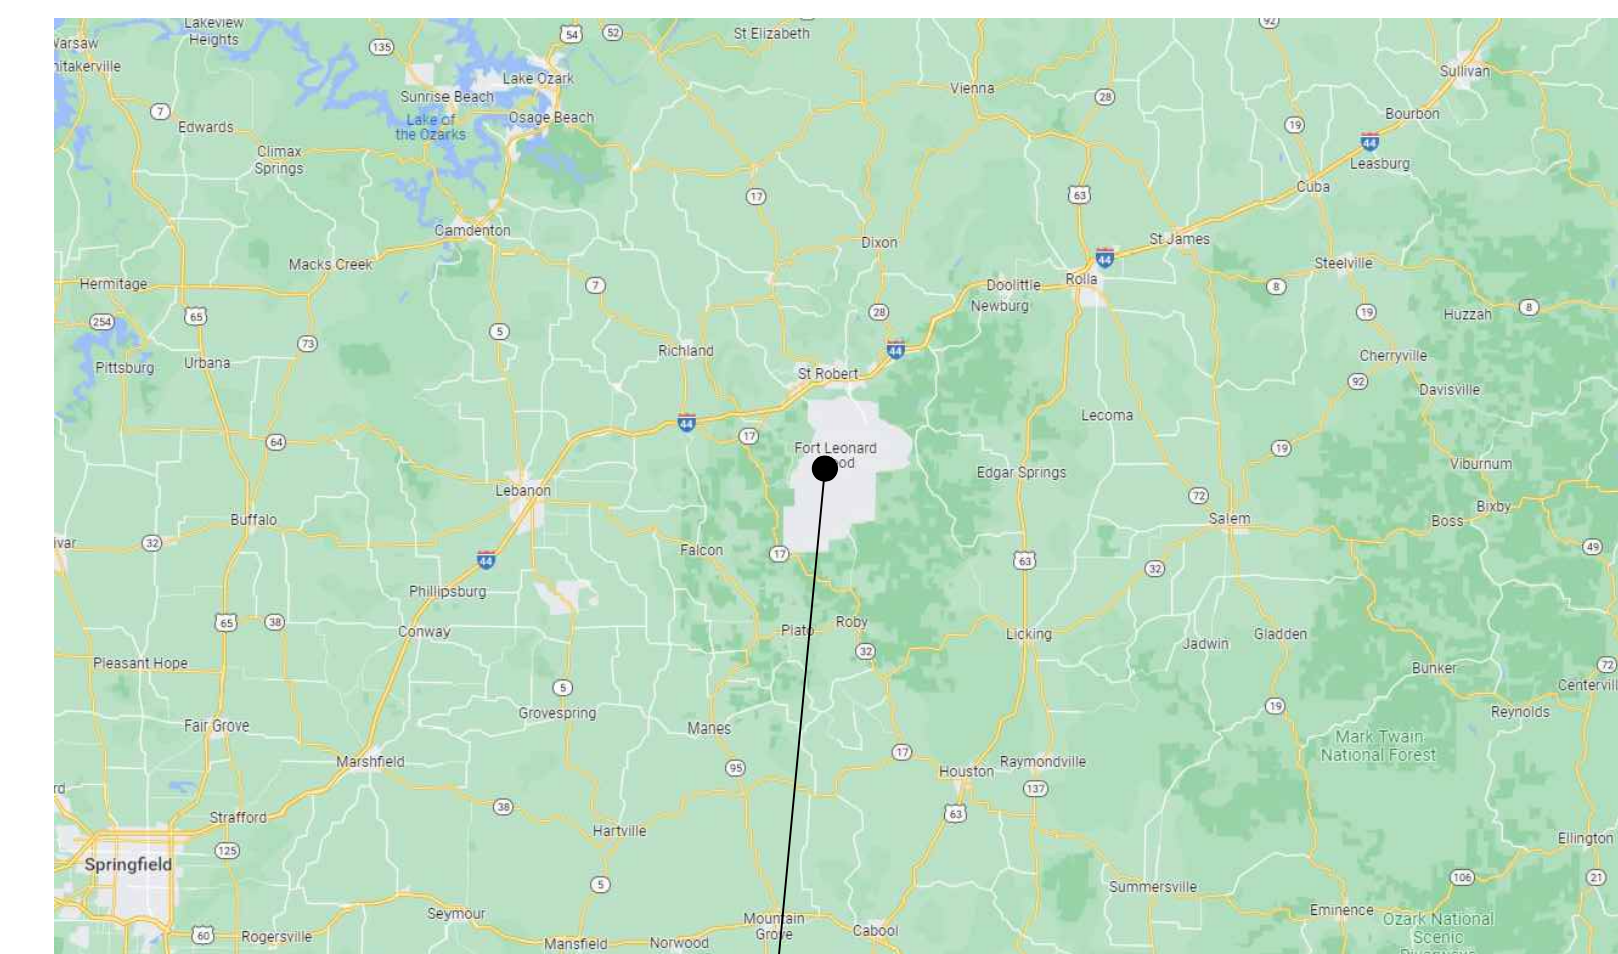 Lakeview
Heights
54
52
St Elizabeth
92
Warsaw
135
Sullivan
Lake Ozark
Sunrise Beach
Vienna
28
7
Edwards
Lake of
the Ozarks
Osage Beach
Bourbon
19
44
Climax
Springs
Leasburg
17
63
Cuba
Camdenton
Dixon
St James
Macks Creek
44
Steelville
Hermitage
7
Doolittle
Rolla
8
Newburg
254
65
5
28
19
Huzzah
8
73
Pittsburg
Urbana
Richland
44
Cherryville
St Robert
92
Davisville
44
Lecoma
64
17
Fort Leonard
19
Edgar Springs
Viburnum
Lebanon
72
Bixby
Buffalo
Salem
Boss
32
Falcon
17
49
44
63
32
Phillipsburg
65
38
Conway
Plato
Roby
Licking
Jadwin
Gladden
32
Pleasant Hope
Bunker
72
5
19
Grovespring
Reynolds
Fair Grove
Manes
Mark Twain
National Forest
Marshfield
95
17
Houston
Raymondville
137
38
63
Strafford
Hartville
Ellington
125
Springfield
5
106
21
Summersville
Seymour
Mountain
Grove
Cabool
Eminence
Ozark National
Scenic
60
Rogersville
Mansfield
Norwood